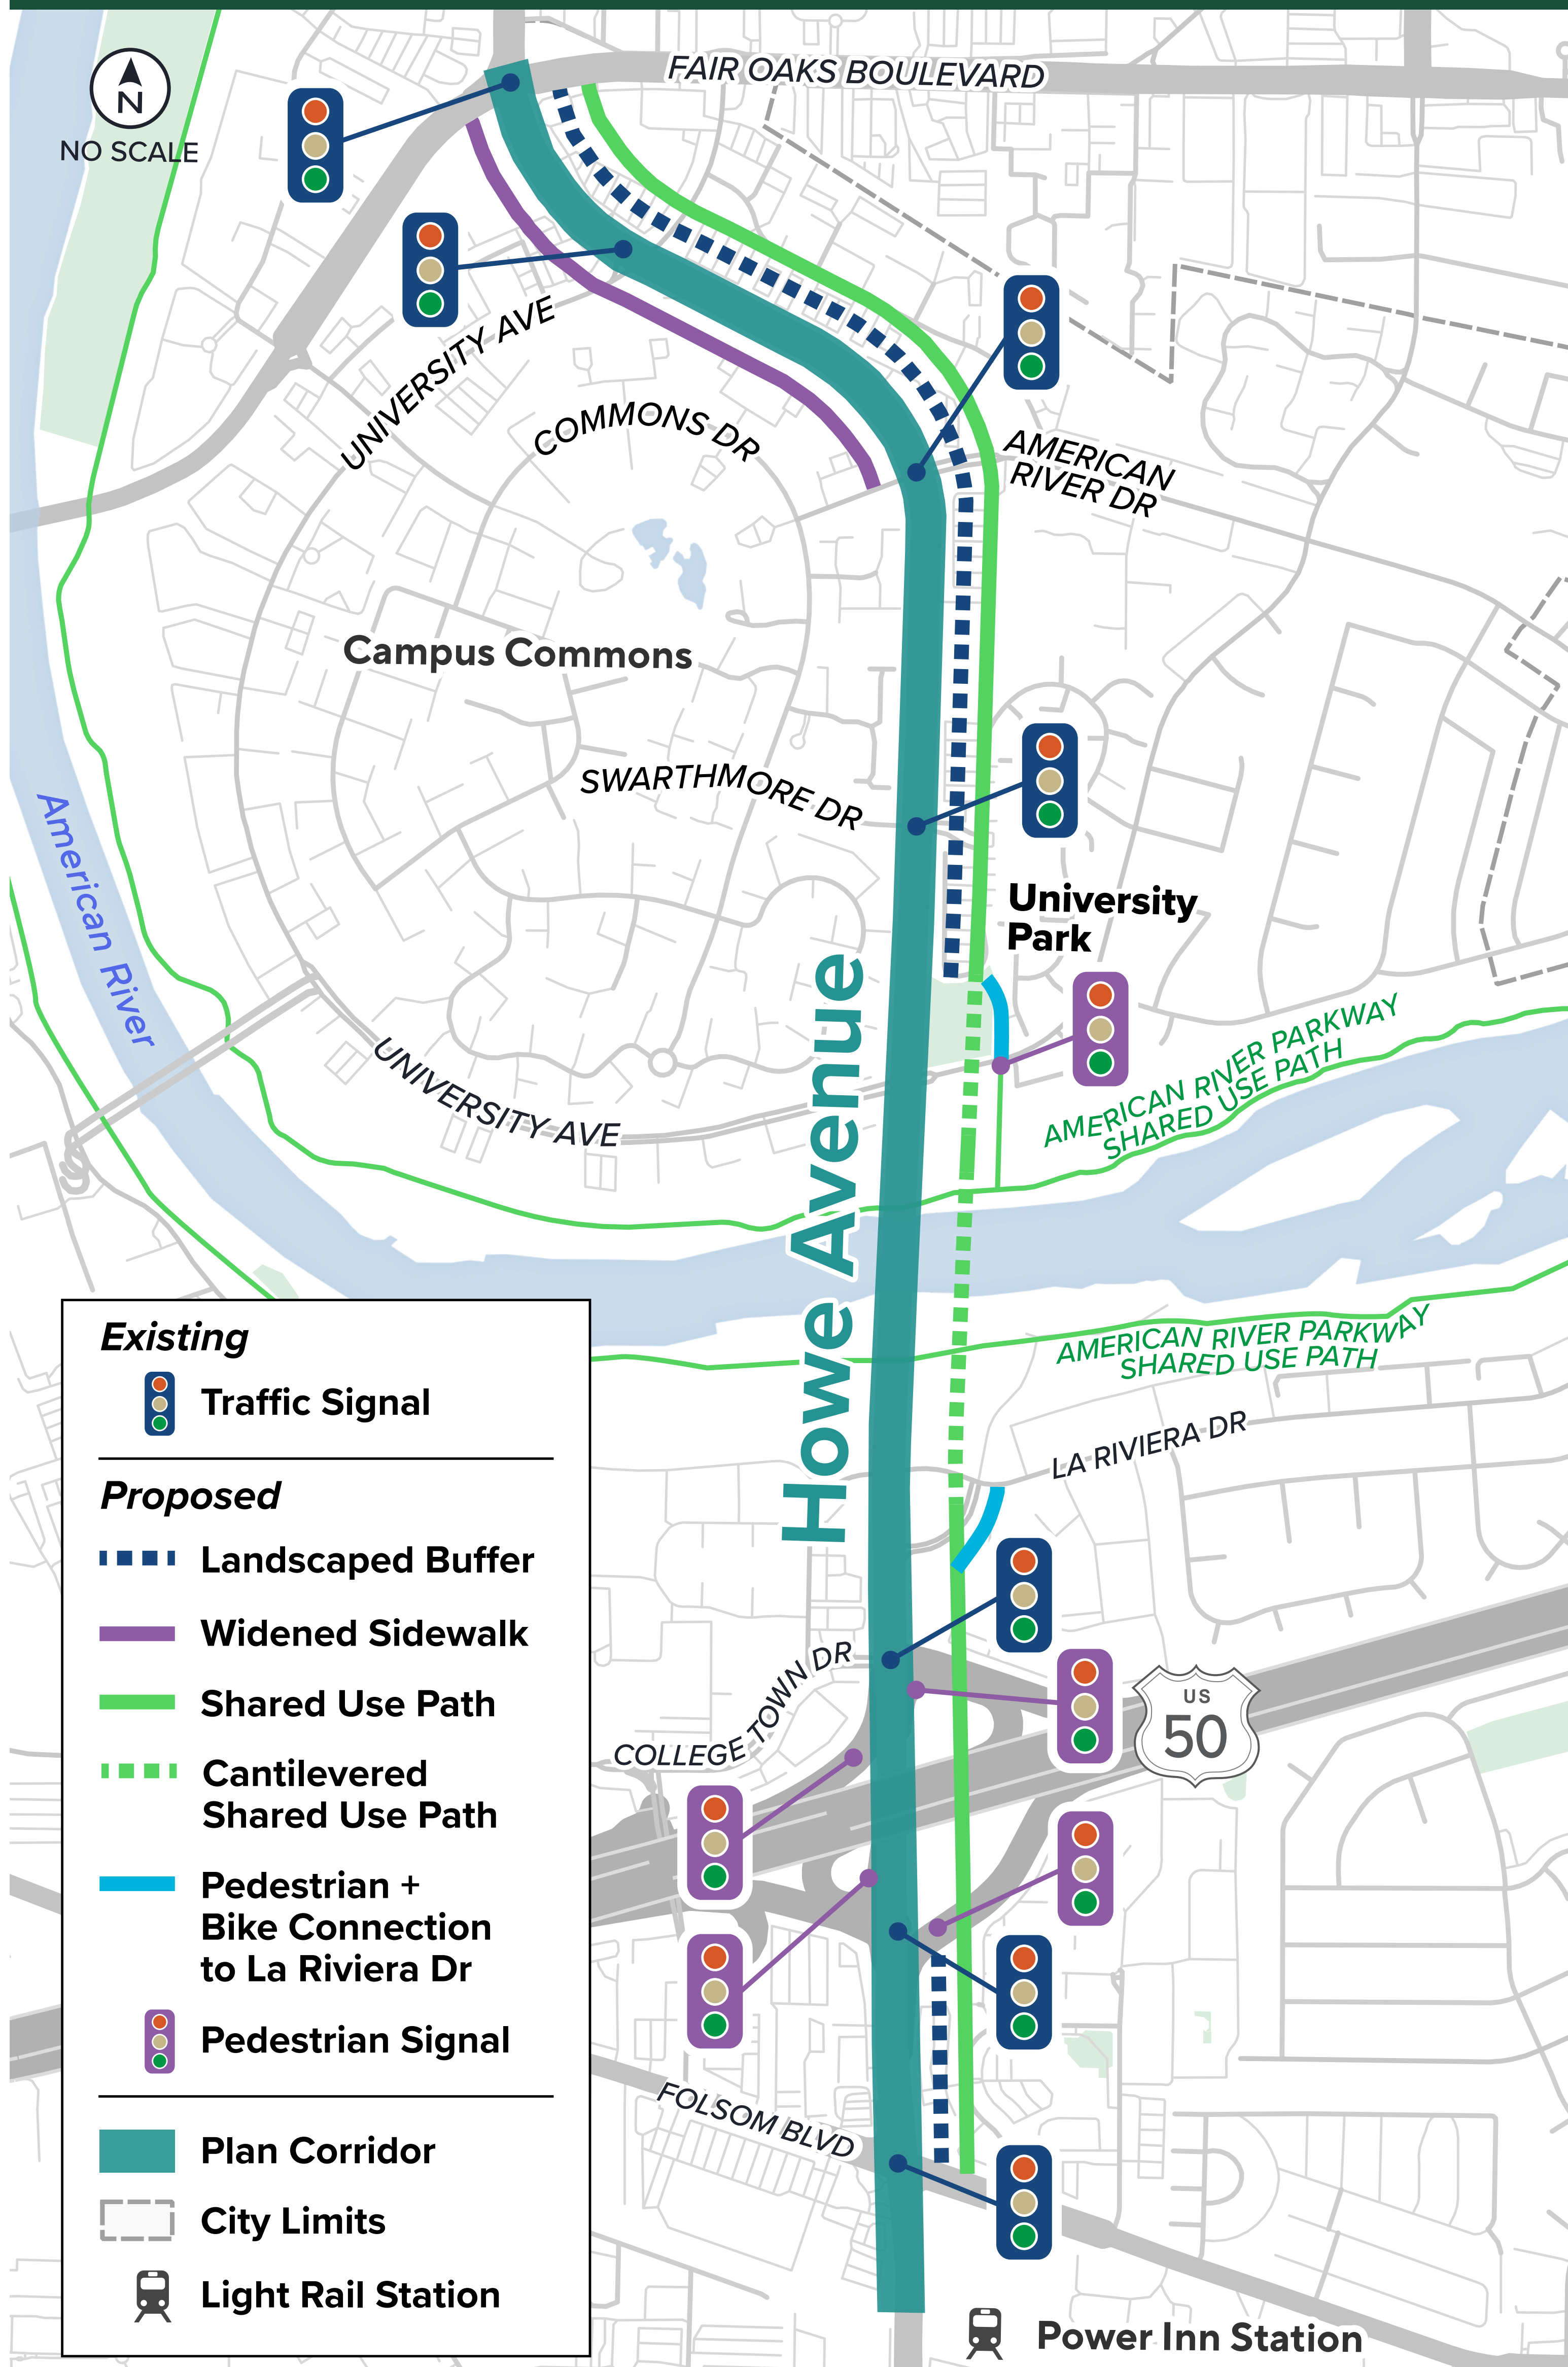 FAIR OAKS BOULEVARD
N
NO SCALE
UNIVERSITY AVE
COMMONS DR
AMERICAN
RIVER DR
Campus Commons
SWARTHMORE DR
American River
University
Park
Howe Avenue
AMERICAN RIVER PARKWAY
SHARED USE PATH
UNIVERSITY AVE
AMERICAN RIVER PARKWAY
SHARED USE PATH
LA RIVIERA DR
COLLEGE TOWN DR
US
50
FOLSOM BLVD
Power Inn Station
Existing
Traffic Signal
Proposed
Landscaped Buffer
Widened Sidewalk
Shared Use Path
Cantilevered
Shared Use Path
Pedestrian +
Bike Connection
to La Riviera Dr
Pedestrian Signal
Plan Corridor
City Limits
Light Rail Station